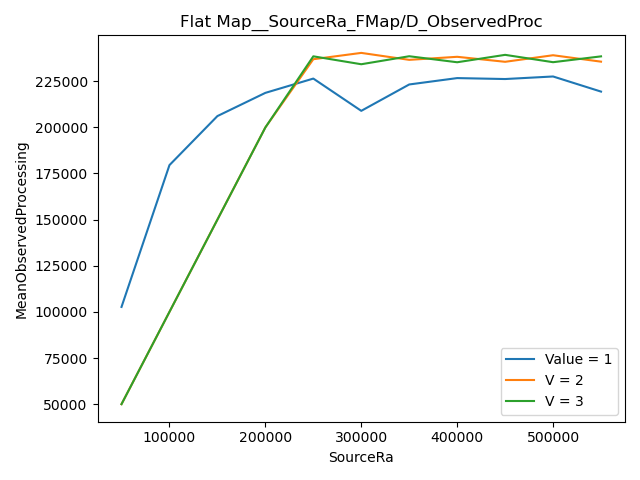 Flat Map__SourceRa_FMap/D_ObservedProc
MeanObservedProcessing
225000
200000
175000
150000
125000
100000
75000
50000
Value = 1
V = 2
V = 3
100000 200000 300000 400000 500000
SourceRa